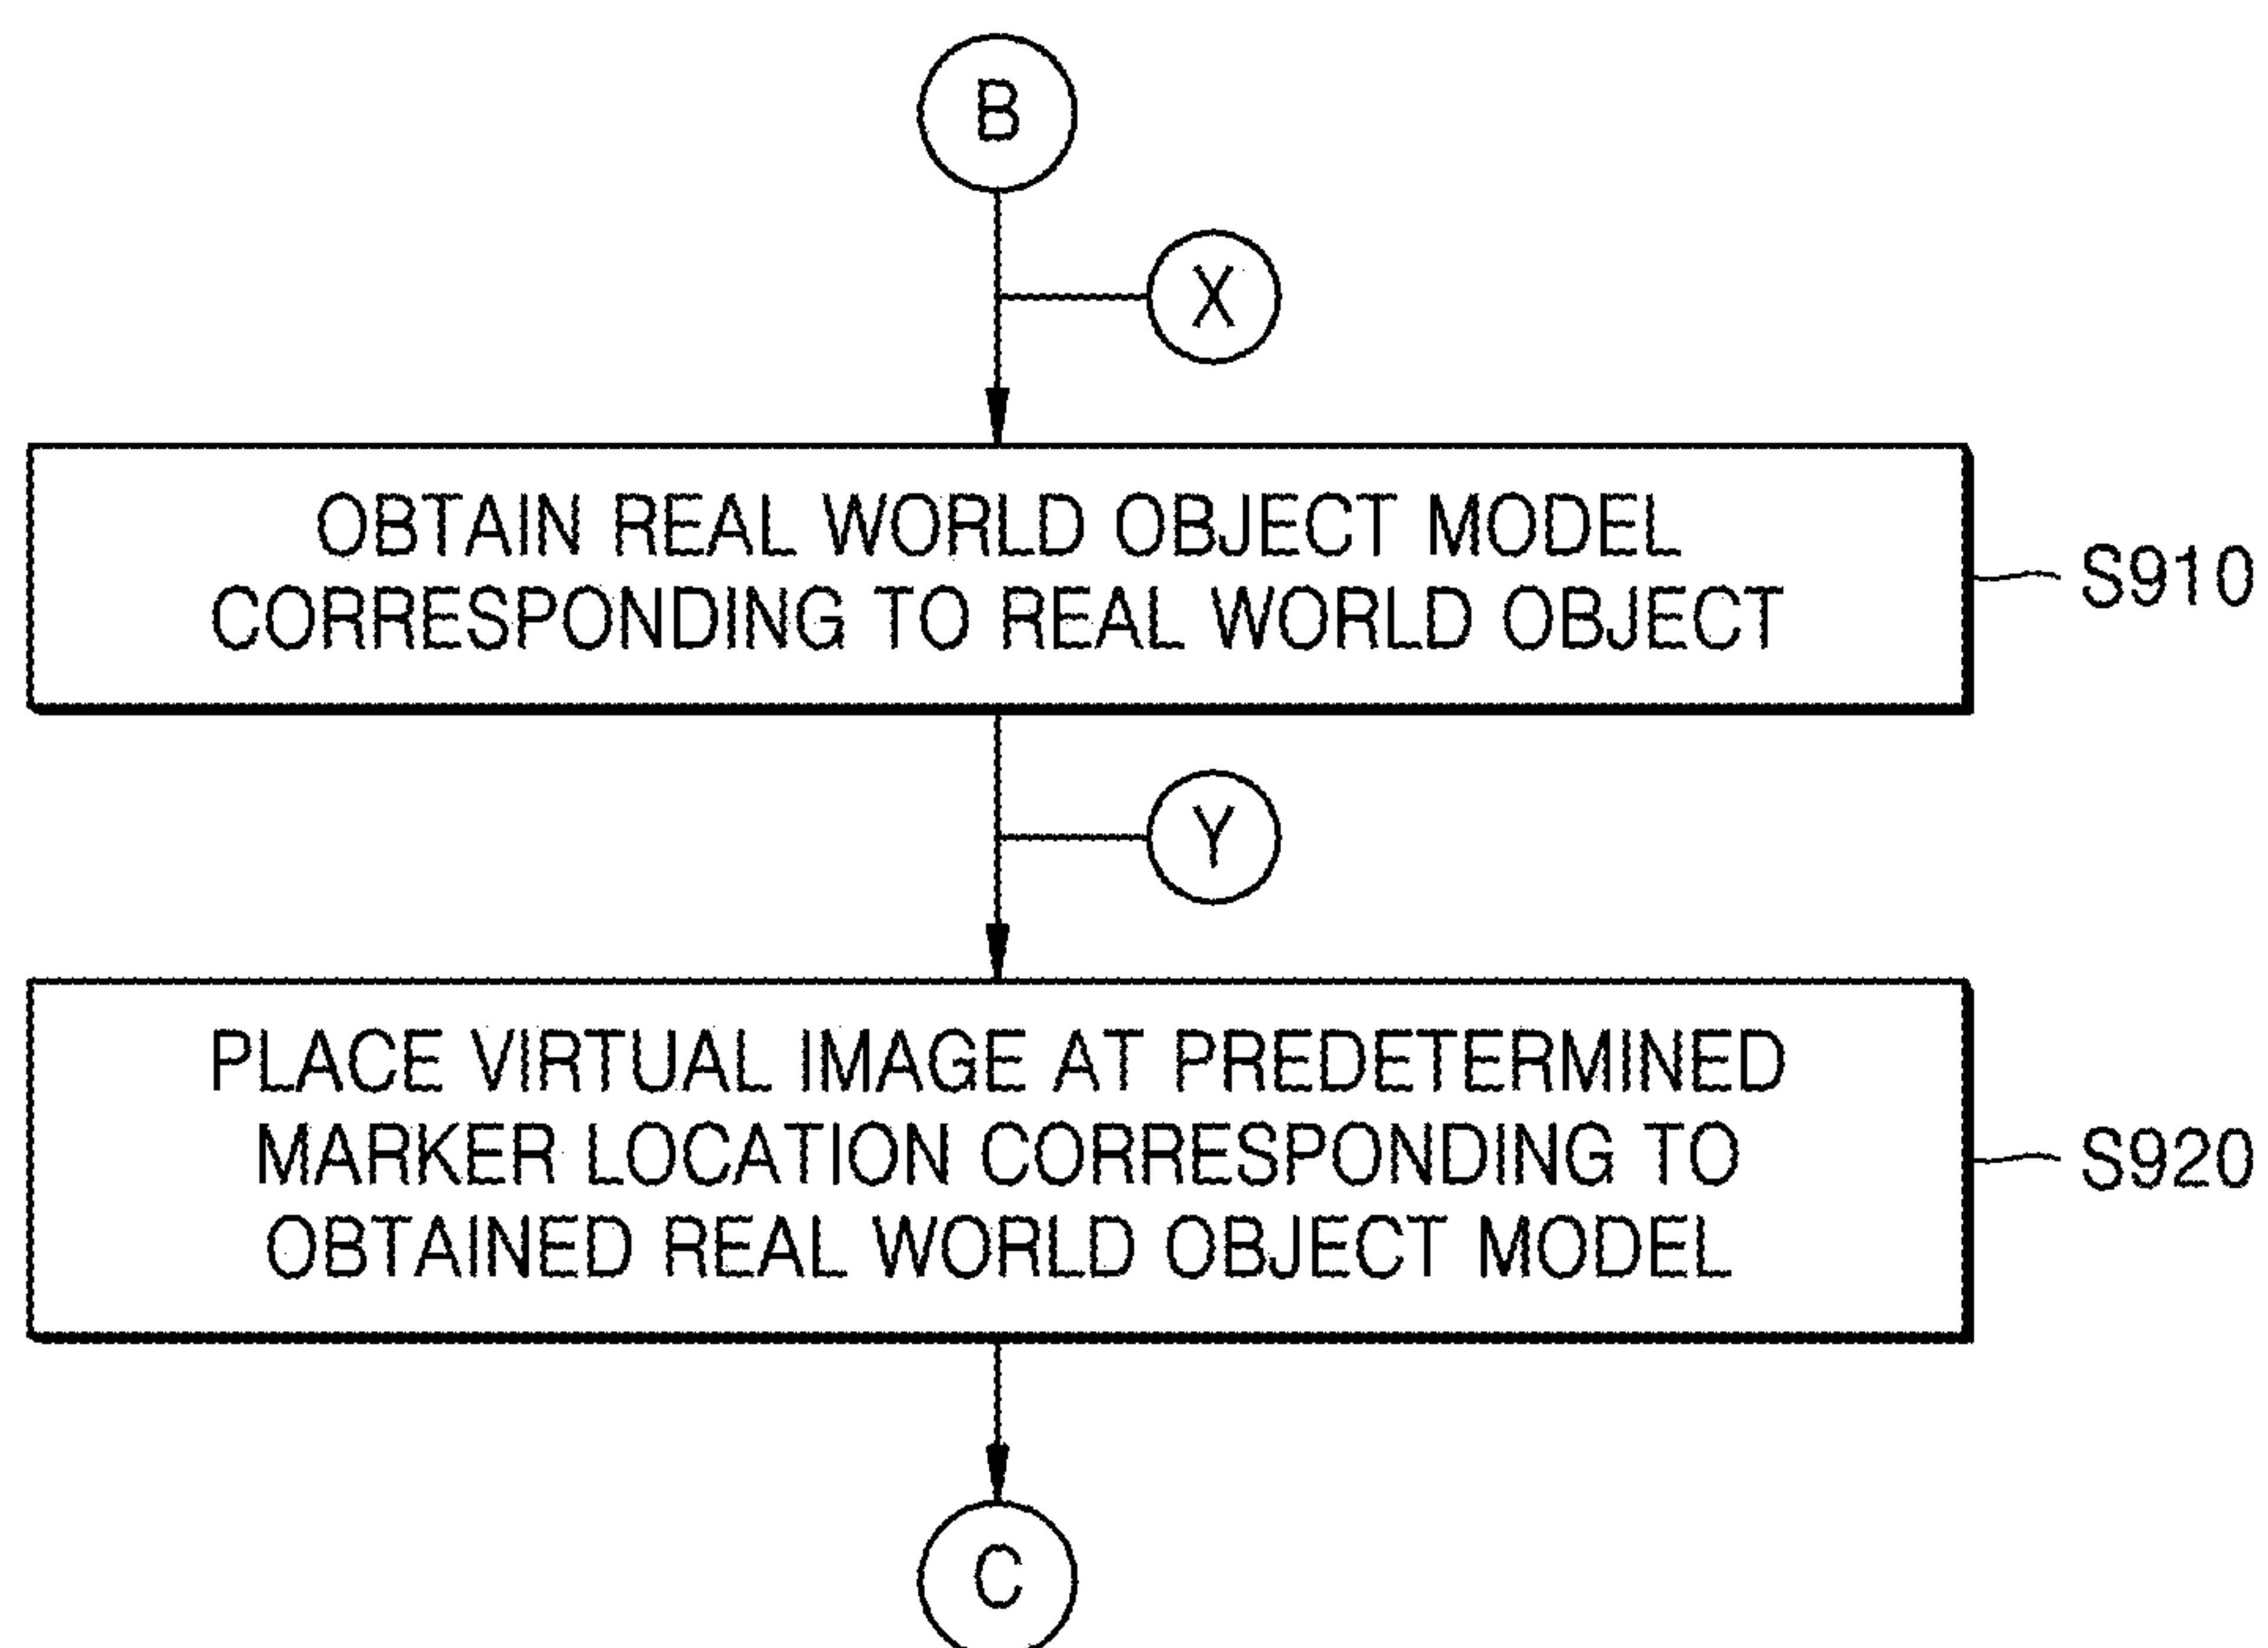 B
X
OBTAIN REAL WORLD OBJECT MODEL
CORRESPONDING TO REAL WORLD OBJECT
S910
Y
PLACE VIRTUAL IMAGE AT PREDETERMINED
MARKER LOCATION CORRESPONDING TO
OBTAINED REAL WORLD OBJECT MODEL
S920
C